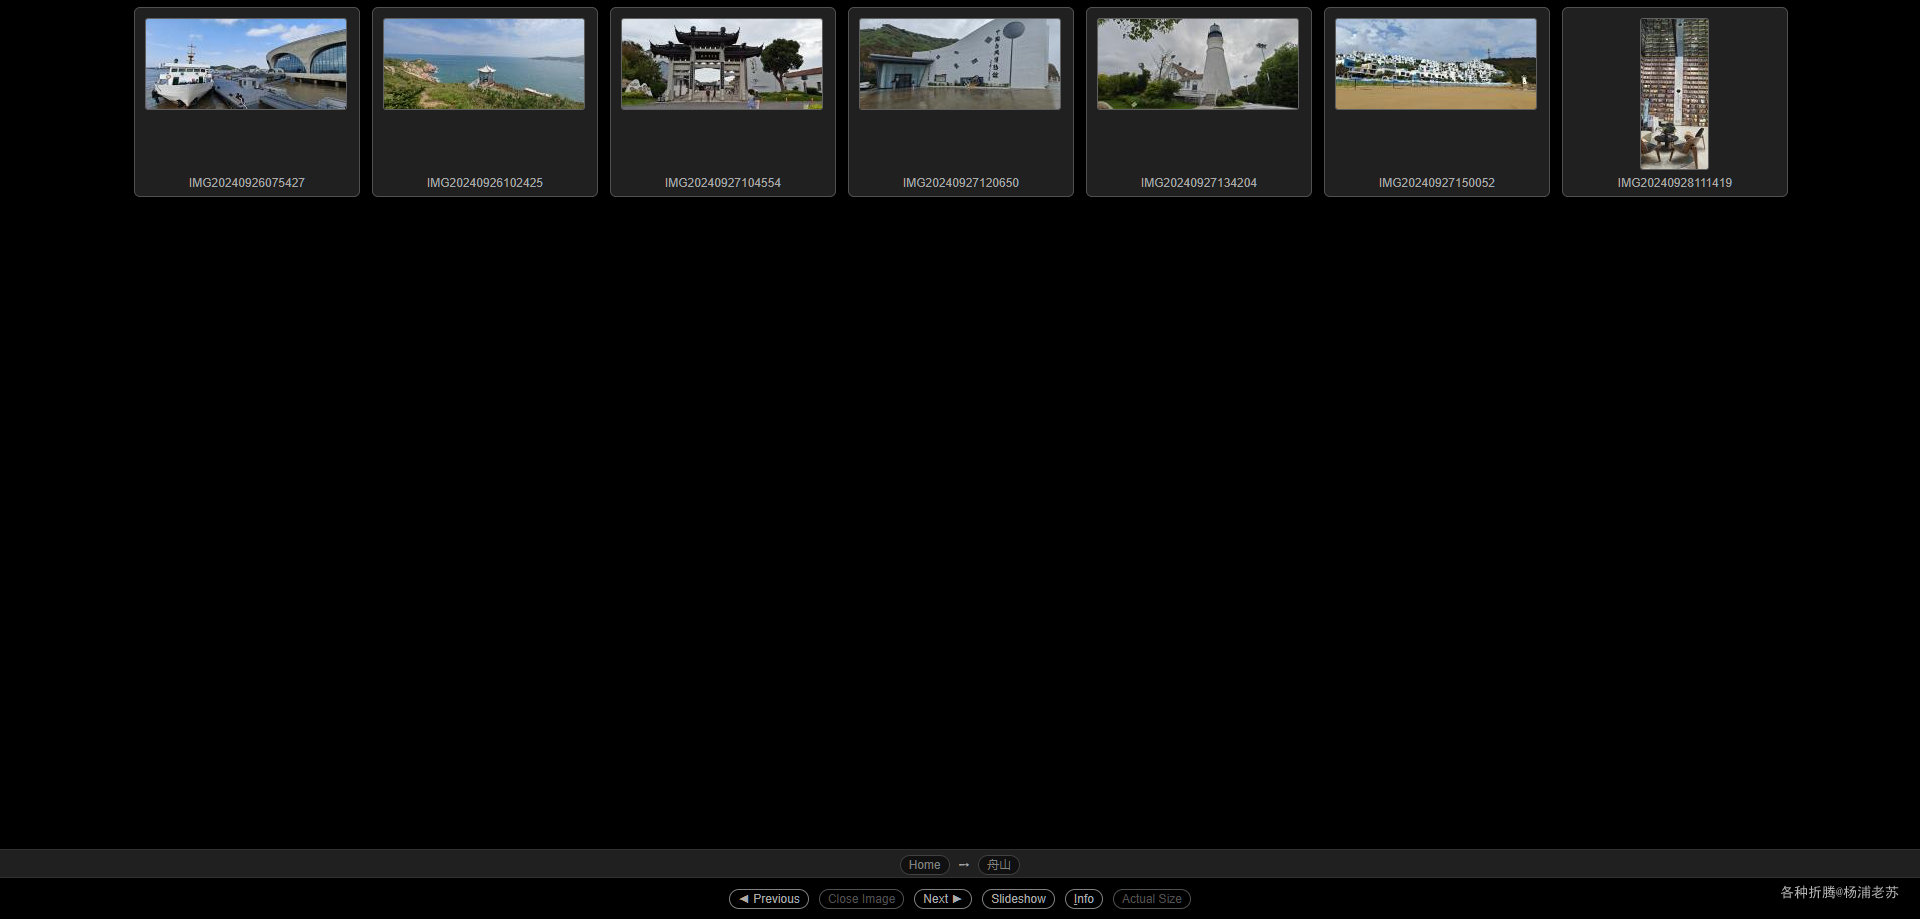 IMG20240926075427
IMG20240926102425
IMG20240927104554
IMG20240927120650
IMG20240927134204
IMG20240927150052
IMG20240928111419
Home → 舟山
◄ Previous Close Image Next ► Slideshow Info Actual Size
各种折腾@杨浦老苏